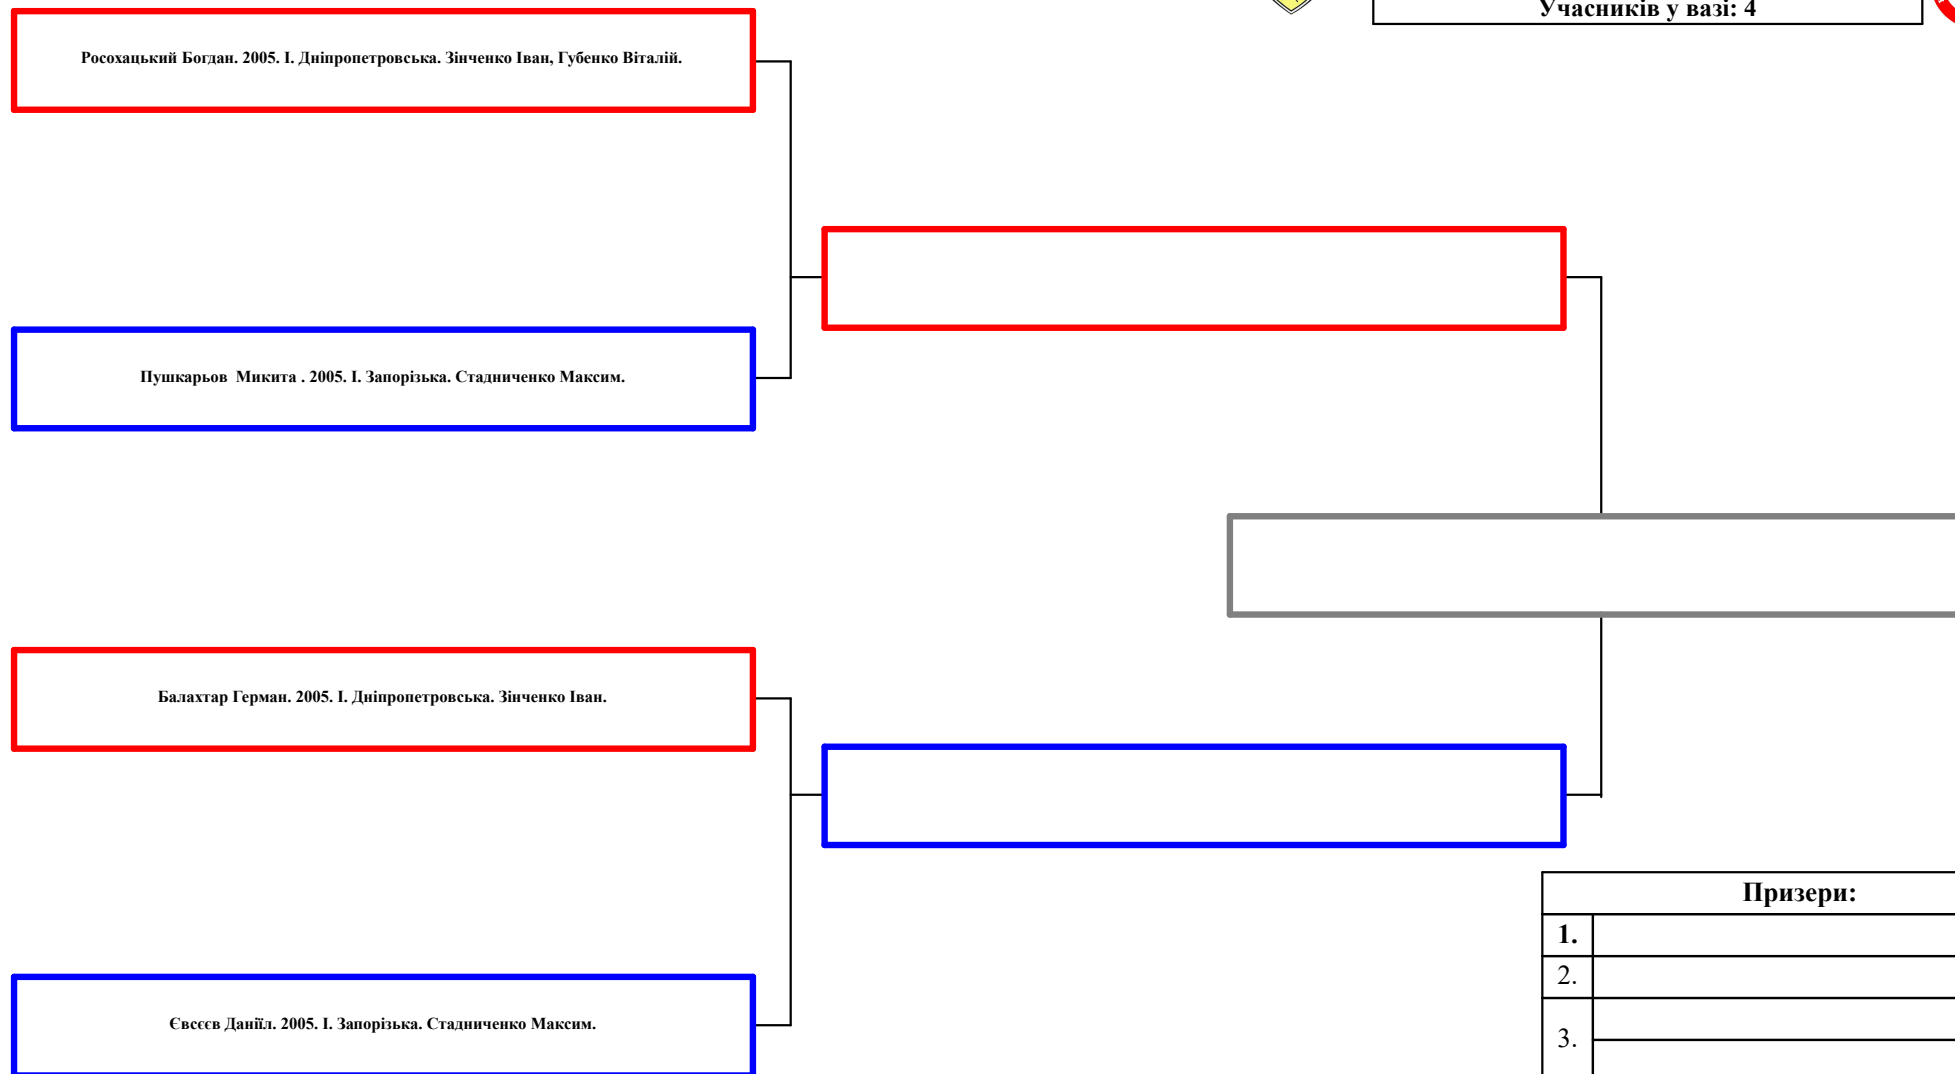 Учасників у вазі: 4
Росохацький Богдан. 2005. І. Дніпропетровська. Зінченко Іван, Губенко Віталій.
Пушкарьов Микита . 2005. І. Запорізька. Стадниченко Максим.
Балахтар Герман. 2005. І. Дніпропетровська. Зінченко Іван.
Євсєєв Даніїл. 2005. І. Запорізька. Стадниченко Максим.
Призери:
1.
2.
3.